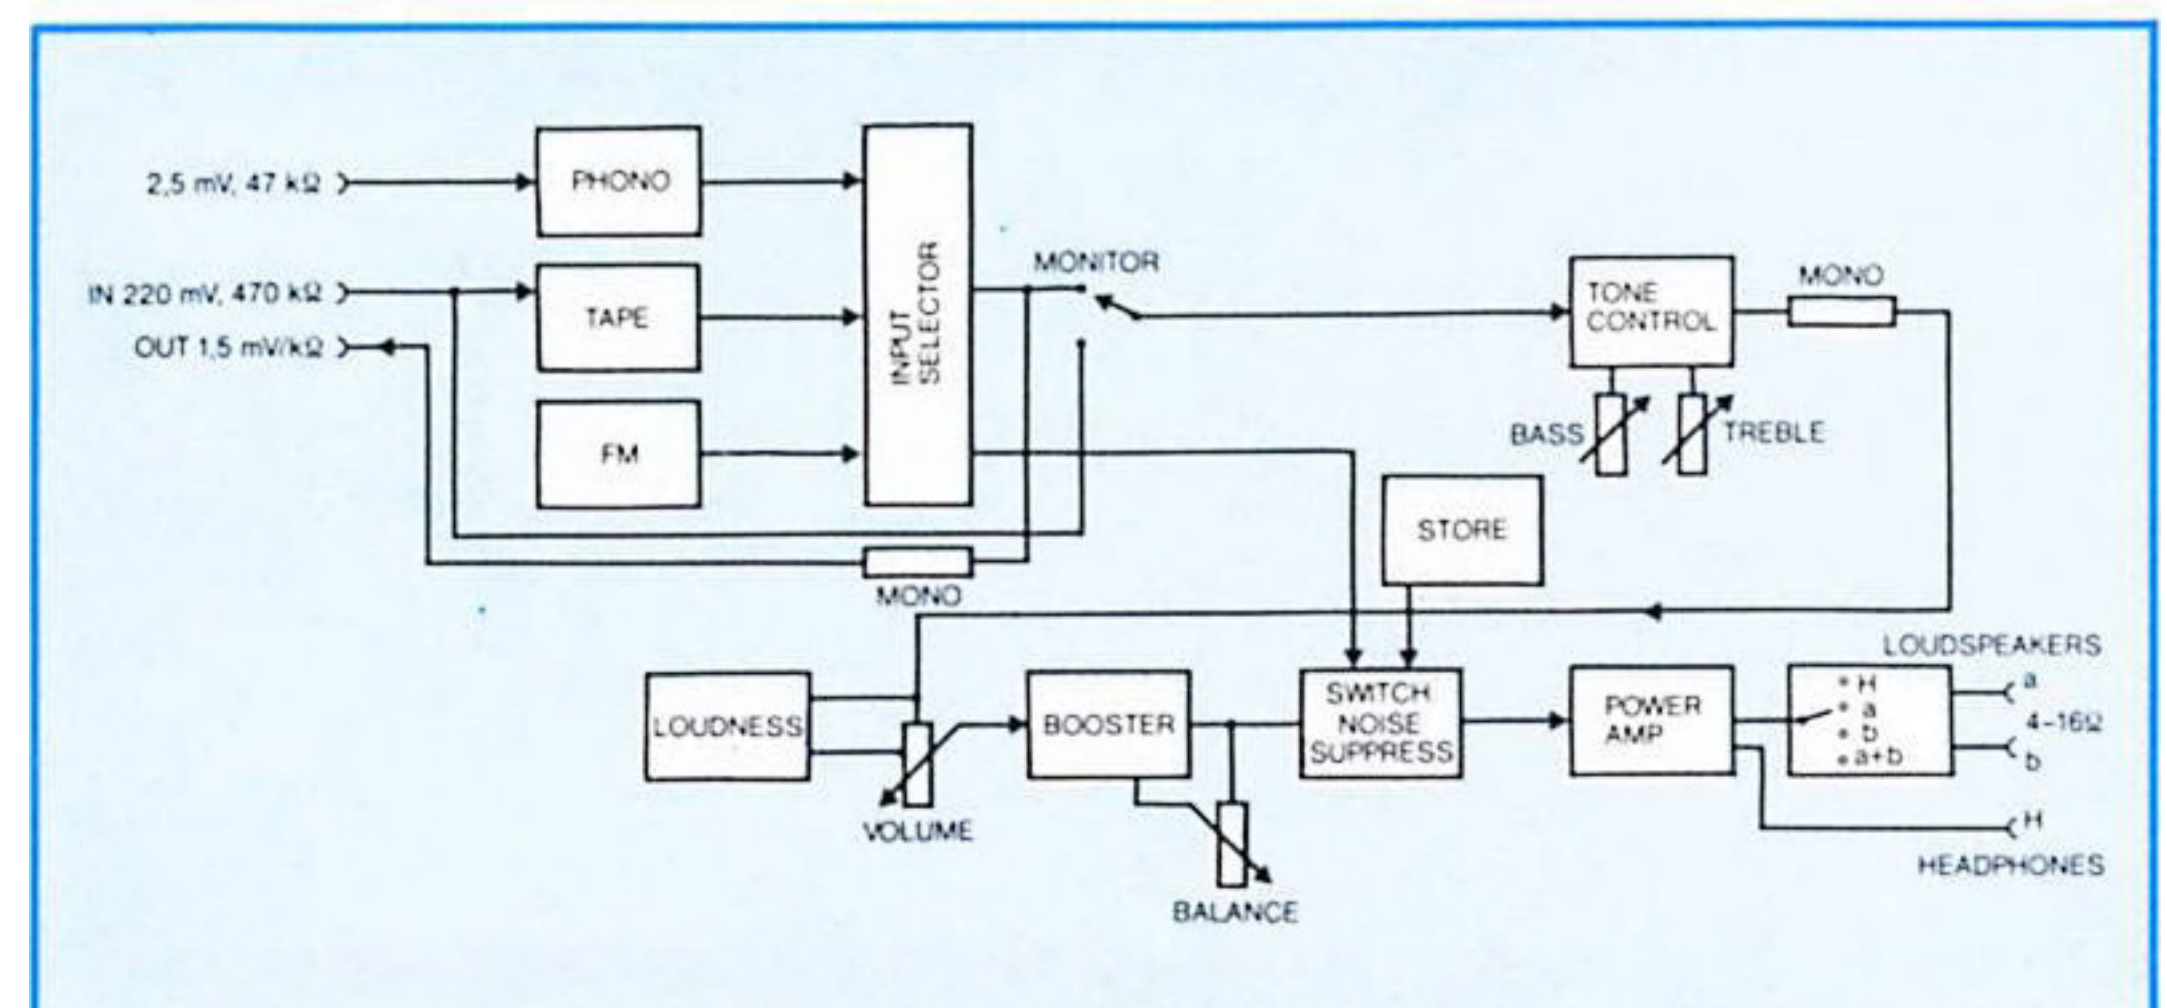 2,5 mV, 47 kΩ
PHONO
IN 220 mV, 470 kΩ
OUT 1,5 mV/kΩ
TAPE
FM
INPUT
SELECTOR
MONITOR
MONO
TONE
CONTROL
MONO
BASS
TREBLE
STORE
LOUDNESS
VOLUME
BOOSTER
BALANCE
SWITCH
NOISE
SUPPRESS
POWER
AMP
H
a
b
a+b
LOUDSPEAKERS
a
4-16Ω
b
H
HEADPHONES